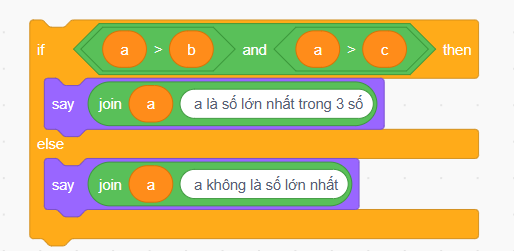 if a > b and a > c then
say join a a là số lớn nhất trong 3 số
else
say join a a không là số lớn nhất